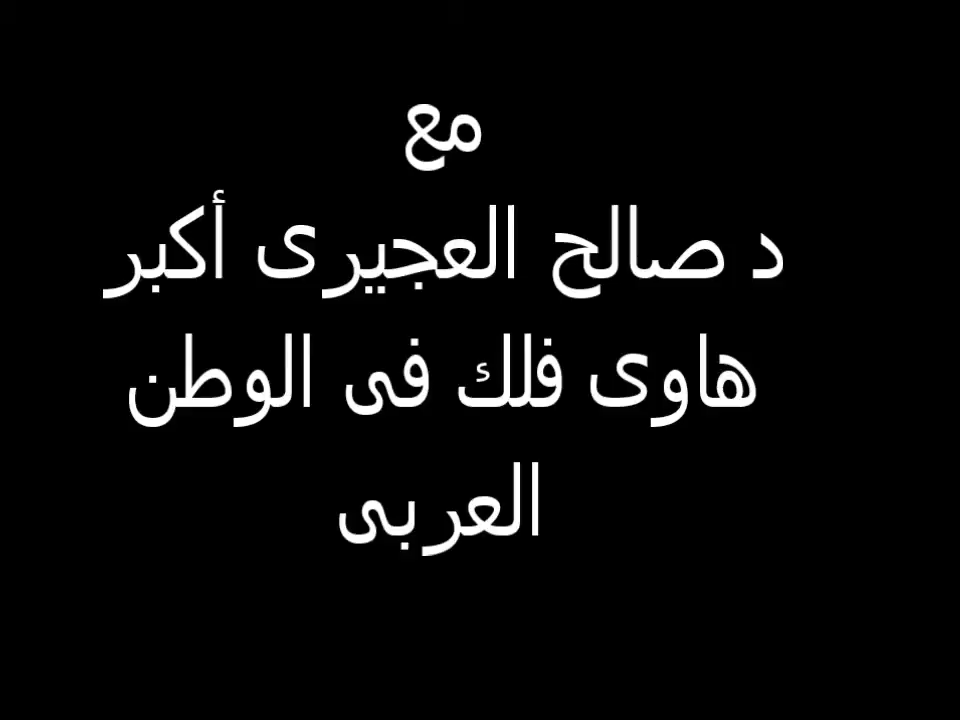 مع
د صالح العجيرى أكبر
هاوى فلك فى الوطن
العربى